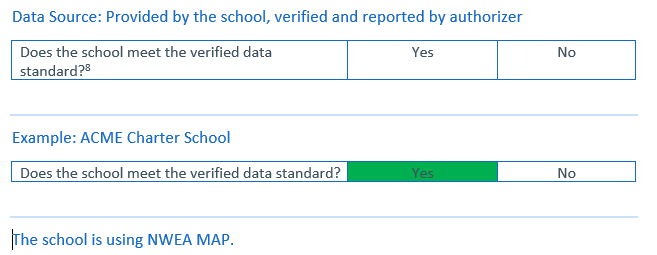 Data Source: Provided by the school, verified and reported by authorizer
Does the school meet the verified data Yes No
standard?⁸
Example: ACME Charter School
Does the school meet the verified data standard? Yes No
The school is using NWEA MAP.